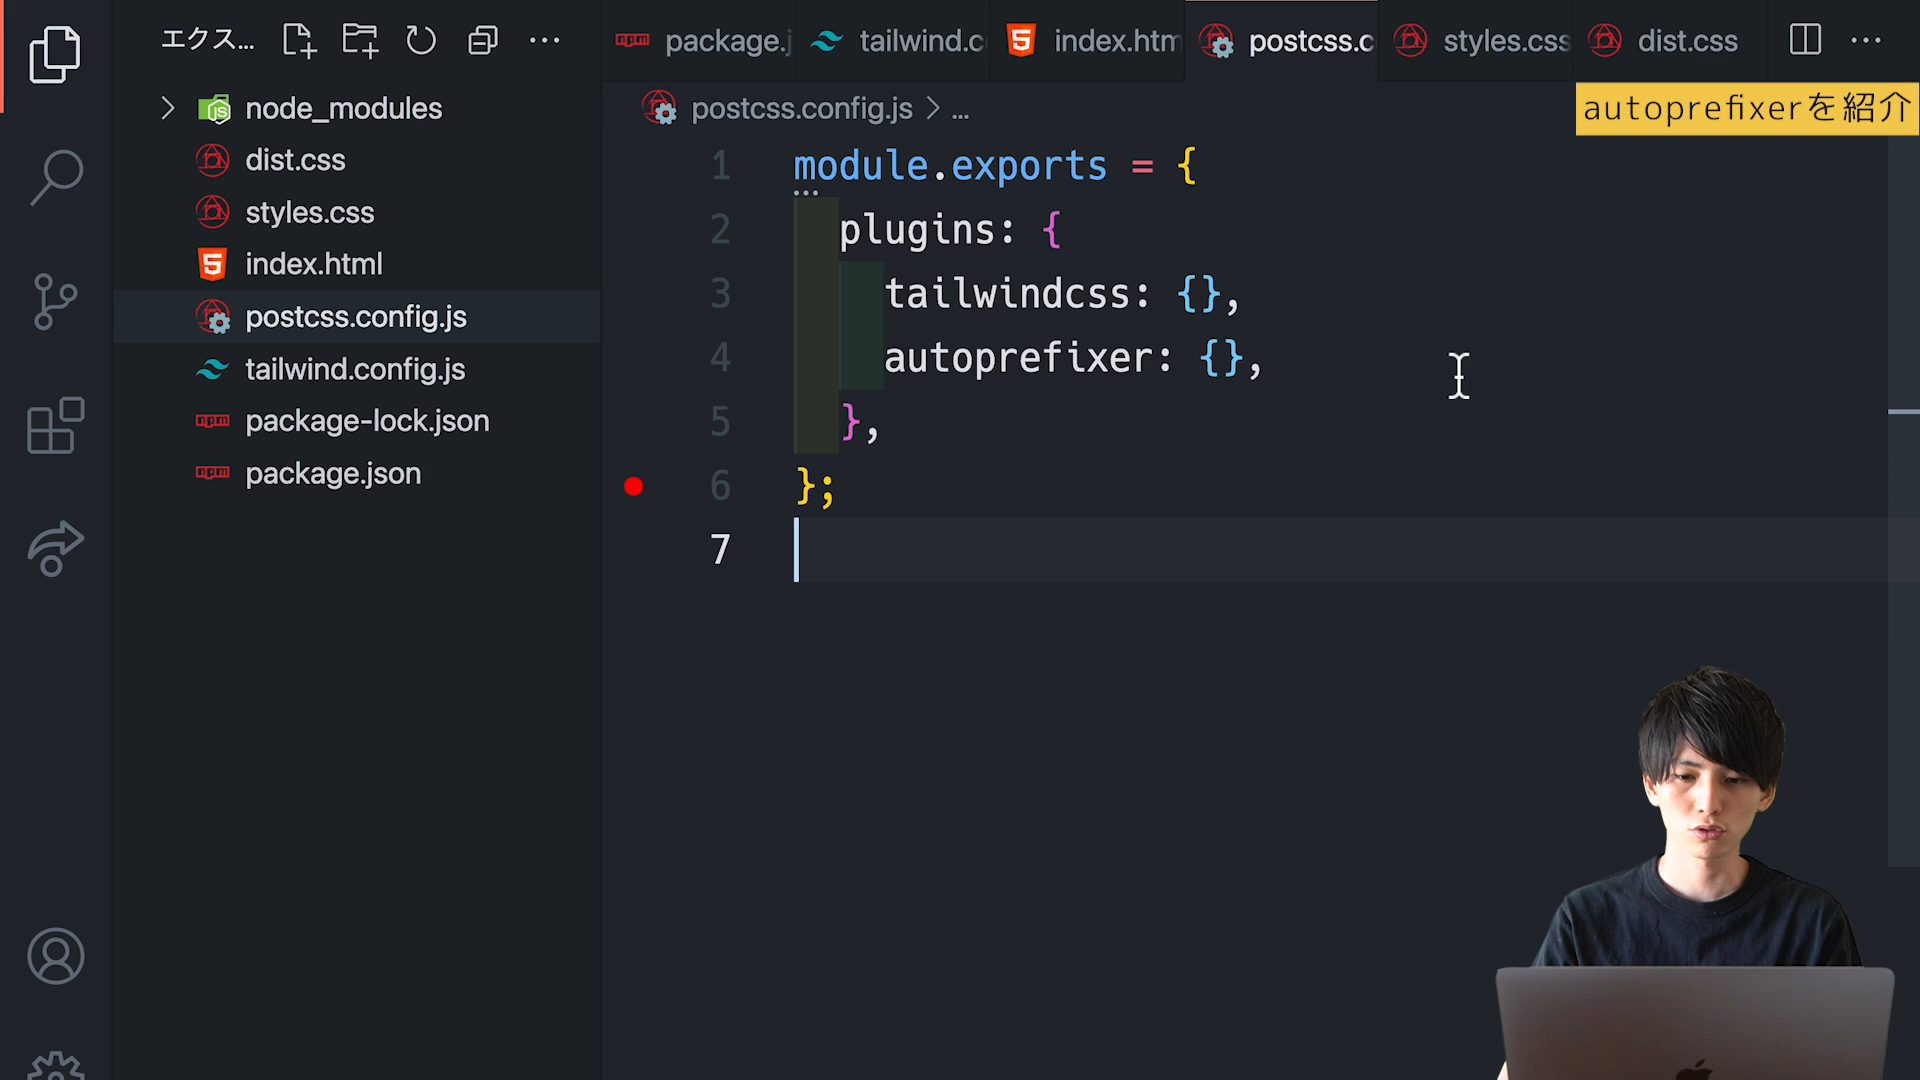 エクス...
node_modules
dist.css
styles.css
index.html
postcss.config.js
tailwind.config.js
package-lock.json
package.json
package.j
tailwind.c
index.htm
postcss.c
styles.css
dist.css
autoprefixerを紹介
postcss.config.js > ...
1 module.exports = {
2 plugins: {
3 tailwindcss: {},
4 autoprefixer: {},
5 },
6 };
7